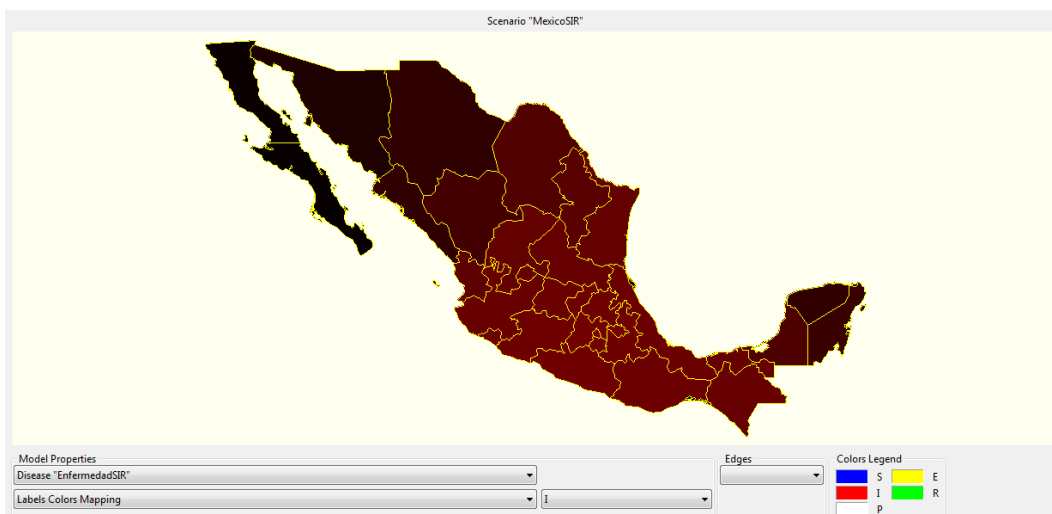 Scenario "MexicoSIR"
Model Properties
Disease "EnfermedadSIR"
Labels Colors Mapping
I
Edges
Colors Legend
S E
I R
P